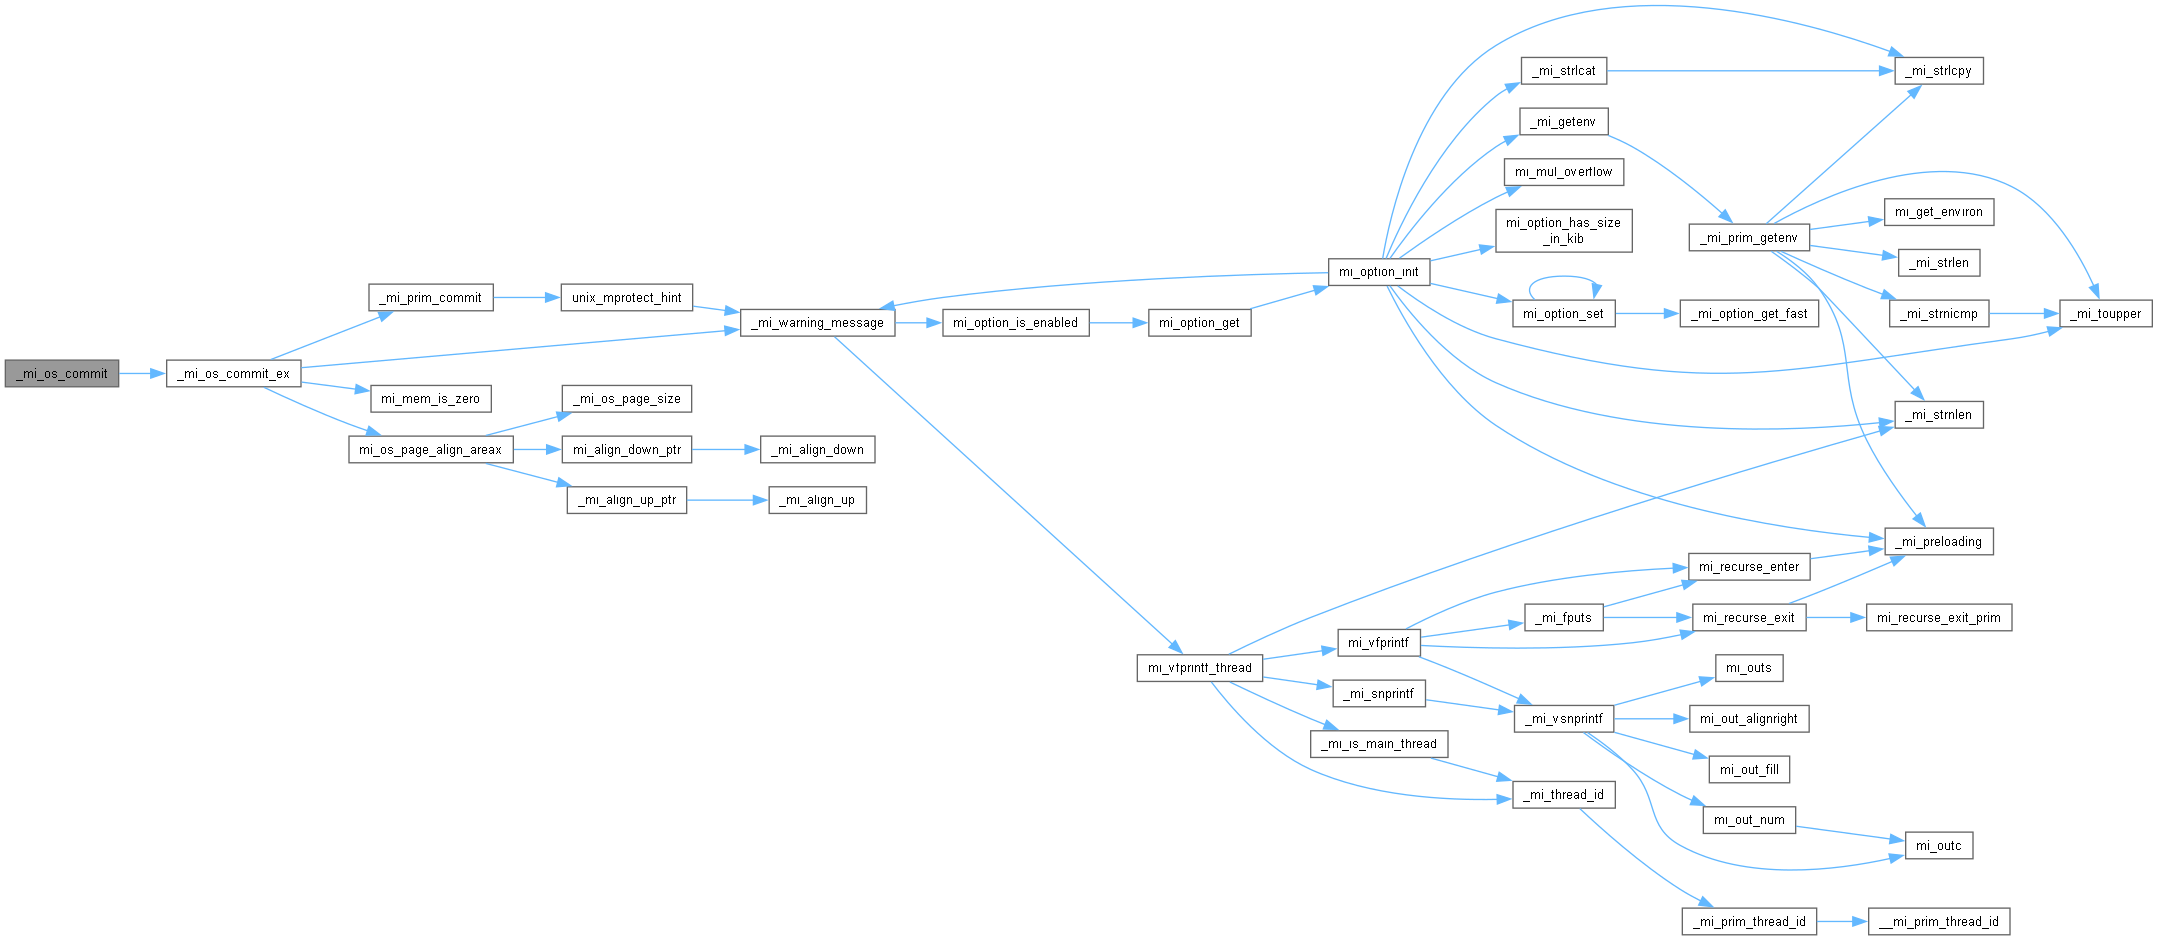 _mi_os_commit
_mi_os_commit_ex
_mi_prim_commit
unix_mprotect_hint
_mi_warning_message
mi_option_is_enabled
mi_option_get
mi_option_init
_mi_strlcat
_mi_strlcpy
_mi_getenv
mi_mul_overflow
mi_option_has_size
_in_kib
_mi_prim_getenv
mi_get_environ
_mi_strlen
_mi_strnicmp
_mi_toupper
mi_option_set
_mi_option_get_fast
_mi_strnlen
_mi_preloading
mi_mem_is_zero
mi_os_page_align_areax
_mi_os_page_size
mi_align_down_ptr
_mi_align_down
_mi_align_up_ptr
_mi_align_up
mi_vfprintf_thread
mi_vfprintf
_mi_fputs
mi_recurse_enter
mi_recurse_exit
mi_recurse_exit_prim
_mi_snprintf
_mi_vsnprintf
mi_outs
mi_out_alignright
mi_out_fill
mi_out_num
mi_outc
_mi_is_main_thread
_mi_thread_id
_mi_prim_thread_id
__mi_prim_thread_id